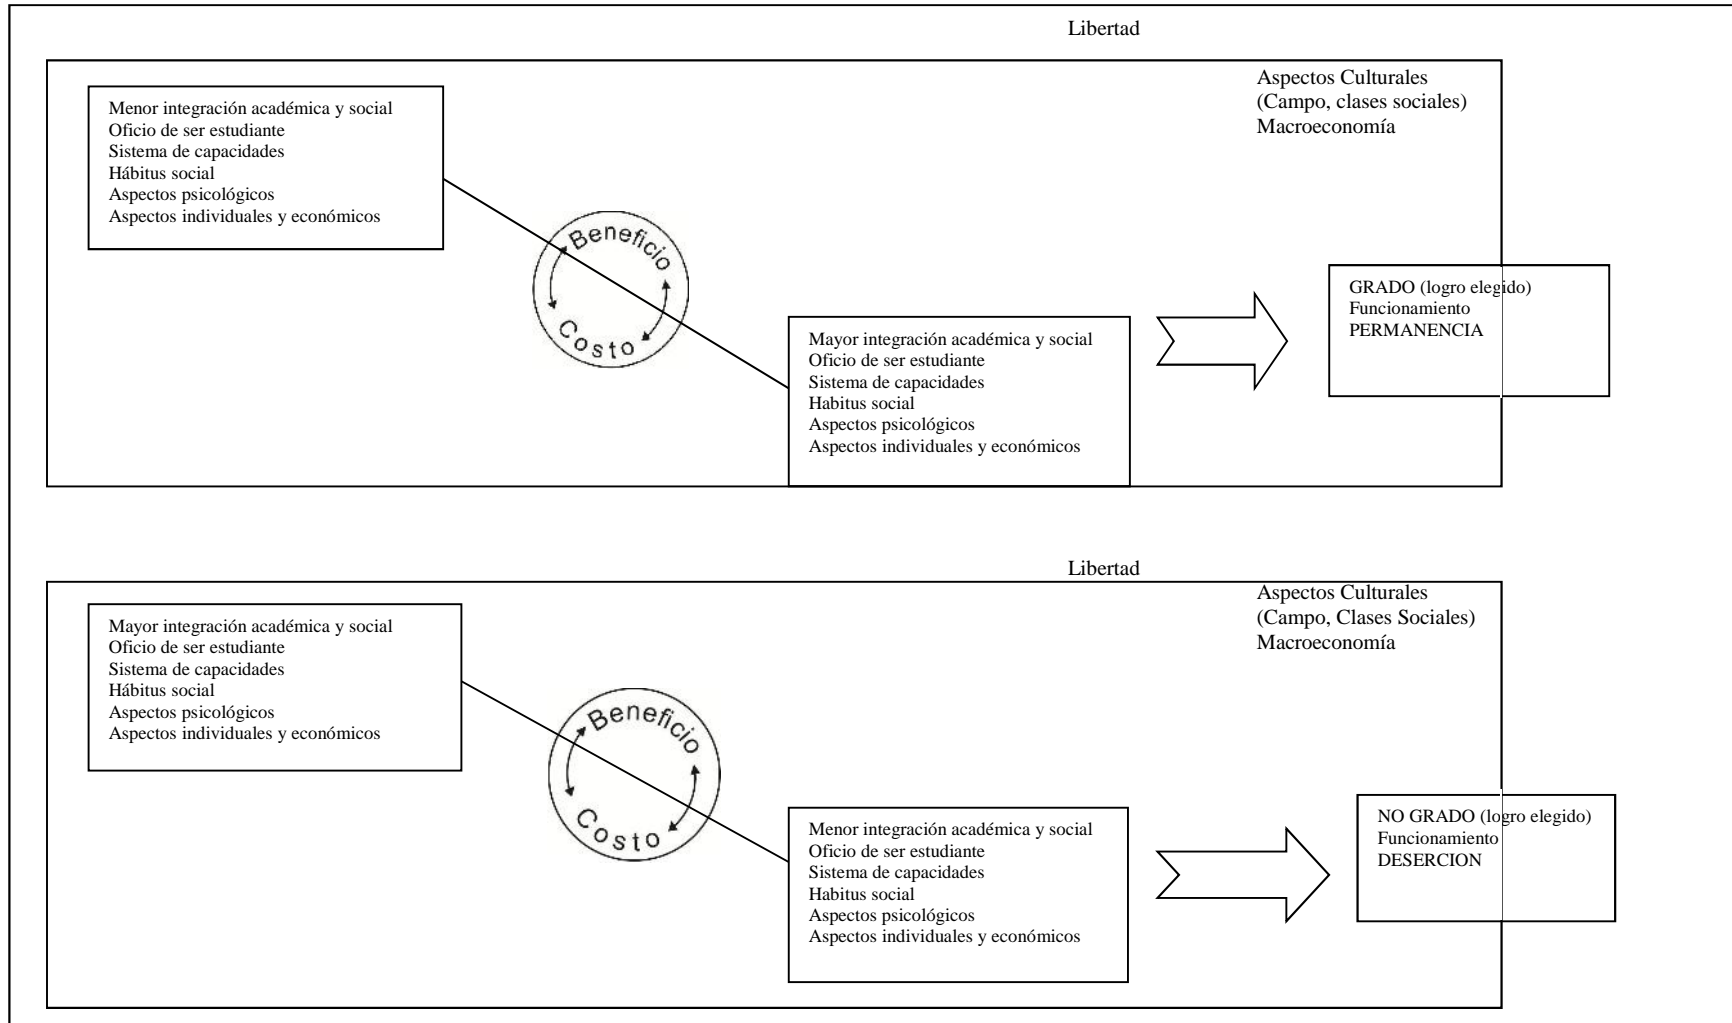 Libertad
Aspectos Culturales
(Campo, clases sociales)
Macroeconomía
Menor integración académica y social
Oficio de ser estudiante
Sistema de capacidades
Hábitus social
Aspectos psicológicos
Aspectos individuales y económicos
Beneficio
Costo
Mayor integración académica y social
Oficio de ser estudiante
Sistema de capacidades
Habitus social
Aspectos psicológicos
Aspectos individuales y económicos
GRADO (logro elegido)
Funcionamiento
PERMANENCIA
Libertad
Aspectos Culturales
(Campo, Clases Sociales)
Macroeconomía
Mayor integración académica y social
Oficio de ser estudiante
Sistema de capacidades
Hábitus social
Aspectos psicológicos
Aspectos individuales y económicos
Beneficio
Costo
Menor integración académica y social
Oficio de ser estudiante
Sistema de capacidades
Habitus social
Aspectos psicológicos
Aspectos individuales y económicos
NO GRADO (logro elegido)
Funcionamiento
DESERCION